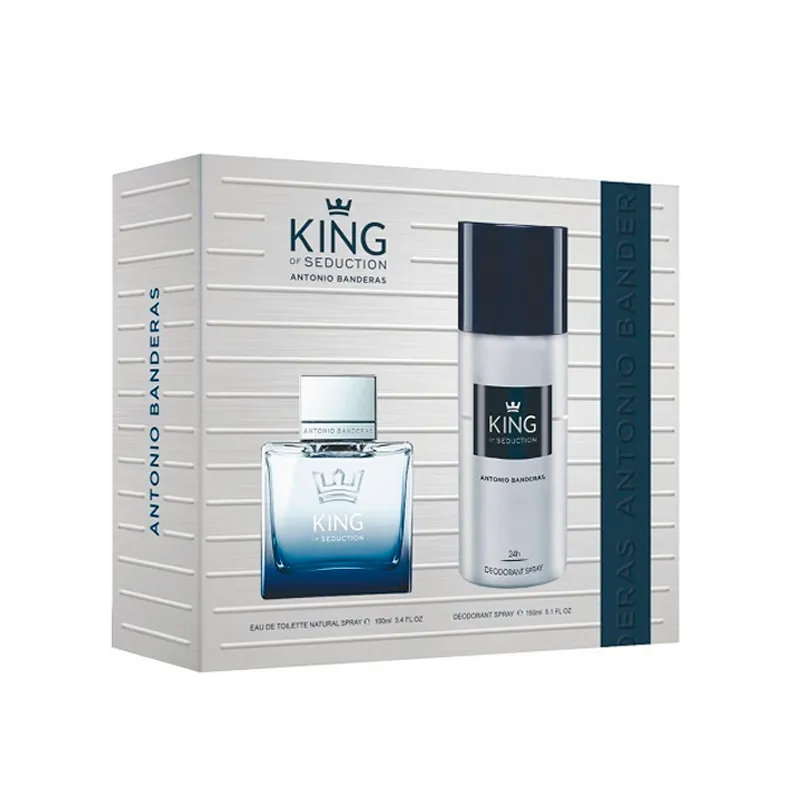 ANTONIO BANDERAS
KING
OF SEDUCTION
ANTONIO BANDERAS
ANTONIO BANDERAS
KING
OF SEDUCTION
KING
OF SEDUCTION
ANTONIO BANDERAS
24h
DEODORANT SPRAY
EAU DE TOILETTE NATURAL SPRAY ℮ 100ml 3.4 FL OZ
DEODORANT SPRAY ℮ 150ml 5.1 FL OZ
DERAS ANTONIO BANDER